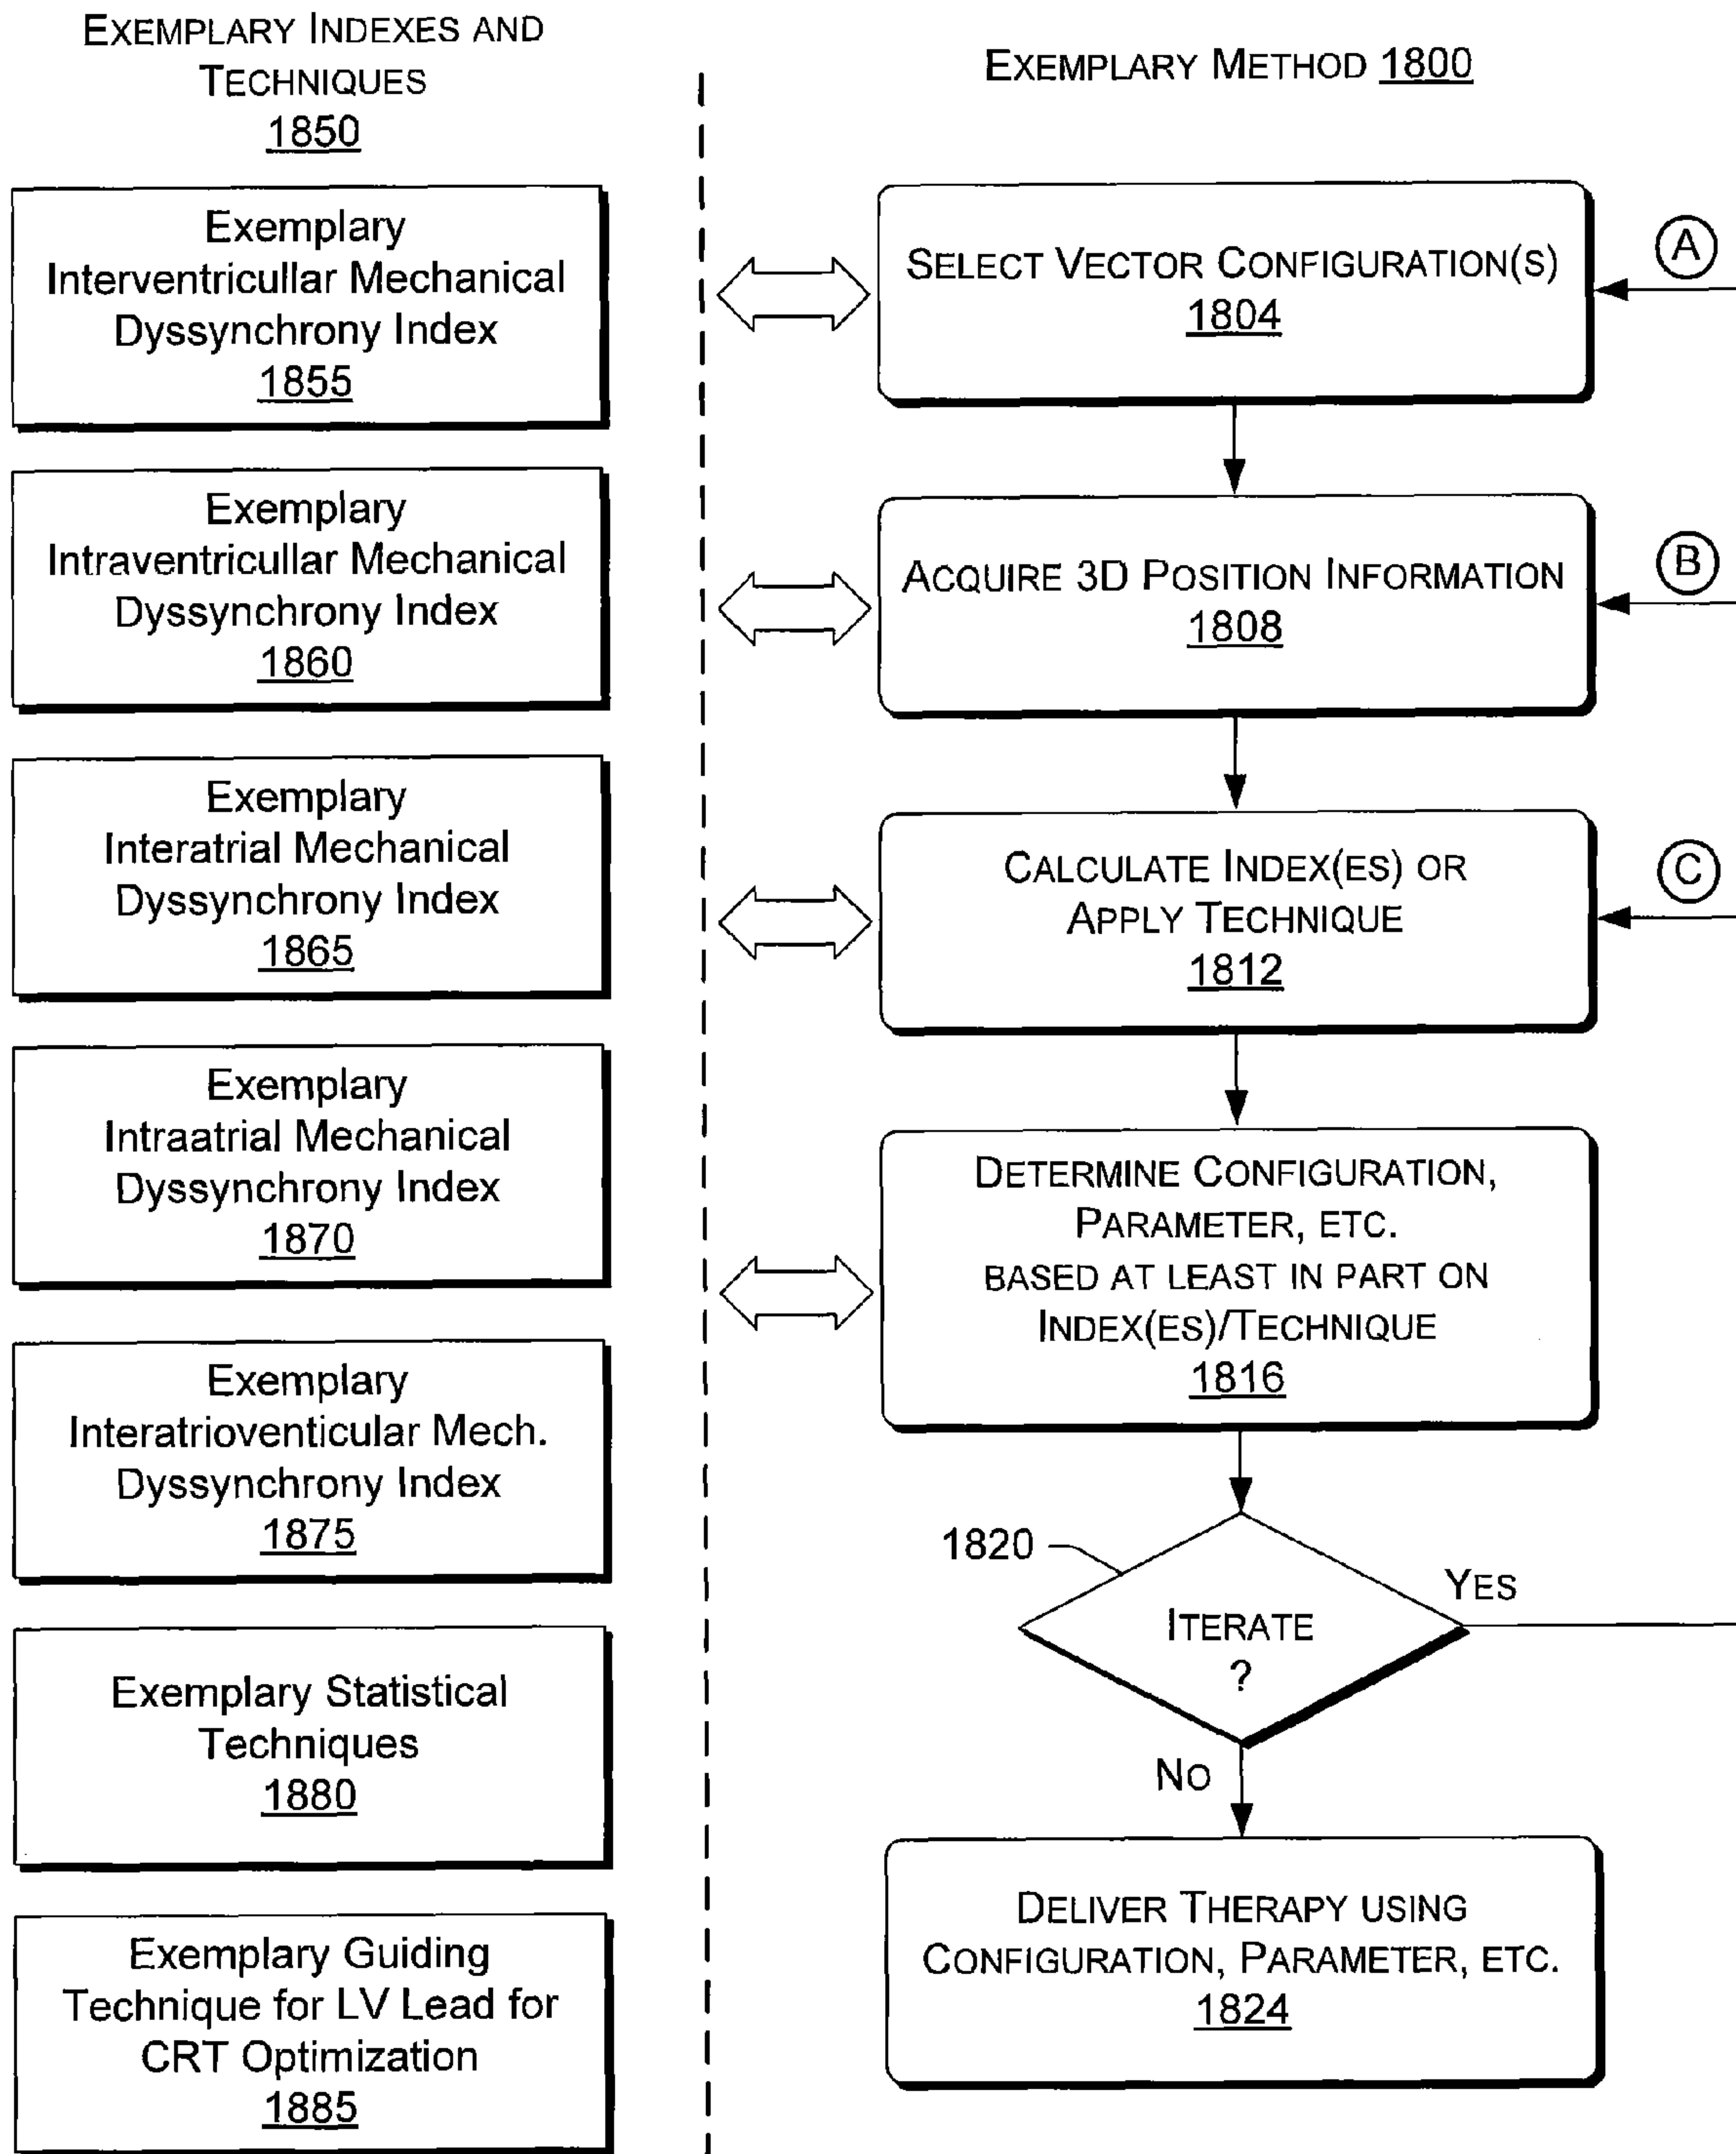 EXEMPLARY INDEXES AND
TECHNIQUES
1850
Exemplary
Interventricullar Mechanical
Dyssynchrony Index
1855
Exemplary
Intraventricullar Mechanical
Dyssynchrony Index
1860
Exemplary
Interatrial Mechanical
Dyssynchrony Index
1865
Exemplary
Intraatrial Mechanical
Dyssynchrony Index
1870
Exemplary
Interatrioventicular Mech.
Dyssynchrony Index
1875
Exemplary Statistical
Techniques
1880
Exemplary Guiding
Technique for LV Lead for
CRT Optimization
1885
EXEMPLARY METHOD 1800
SELECT VECTOR CONFIGURATION(S)
1804
A
ACQUIRE 3D POSITION INFORMATION
1808
B
CALCULATE INDEX(ES) OR
APPLY TECHNIQUE
1812
C
DETERMINE CONFIGURATION,
PARAMETER, ETC.
BASED AT LEAST IN PART ON
INDEX(ES)/TECHNIQUE
1816
1820
ITERATE
?
YES
NO
DELIVER THERAPY USING
CONFIGURATION, PARAMETER, ETC.
1824